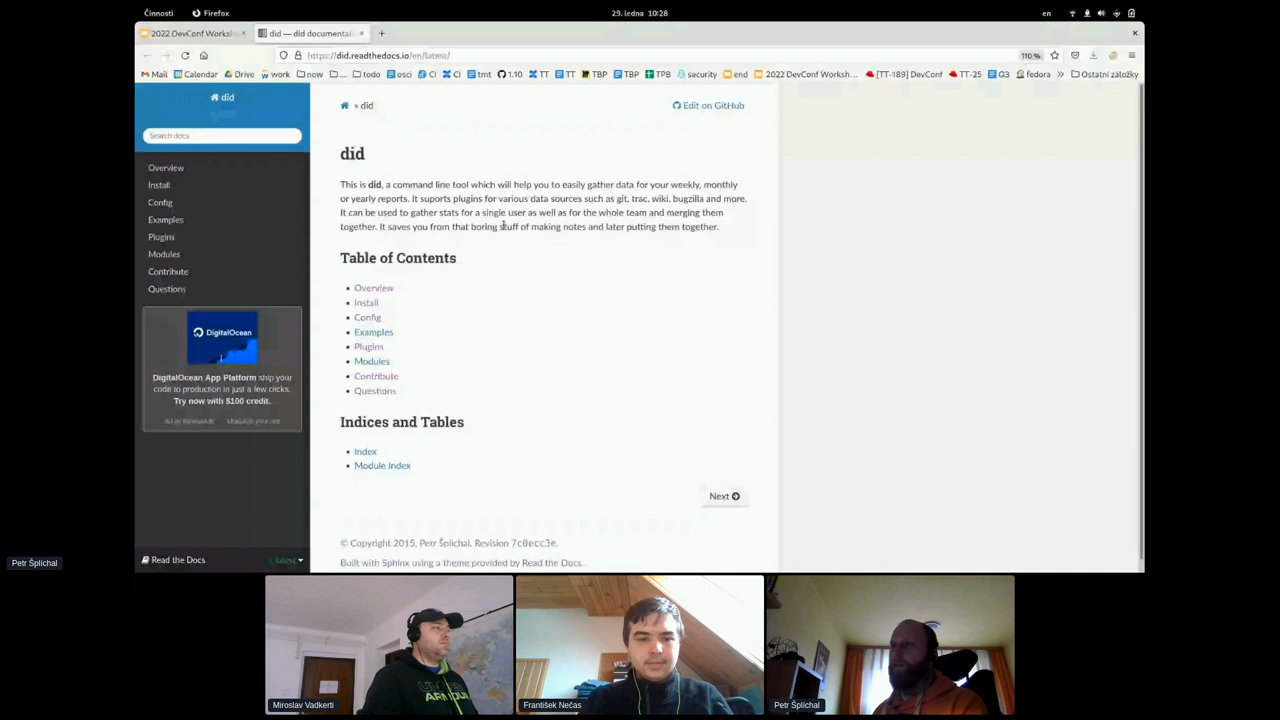 Činnosti
Firefox
29. ledna 10:28
en
2022 DevConf Worksh
did — did documenta
https://did.readthedocs.io/en/latest/
110 %
Mail Calendar Drive work now ... todo osci CI CI tmt 1.10 TT TT TBP TBP TPB security end 2022 DevConf Worksh... [TT-189] DevConf TT-25 Q3 fedora Ostatní záložky
did
Search docs
Overview
Install
Config
Examples
Plugins
Modules
Contribute
Questions
DigitalOcean
DigitalOcean App Platform ship your
code to production in just a few clicks.
Try now with $100 credit.
Read the Docs
latest
» did
Edit on GitHub
did
This is did, a command line tool which will help you to easily gather data for your weekly, monthly
or yearly reports. It suports plugins for various data sources such as git, trac, wiki, bugzilla and more.
It can be used to gather stats for a single user as well as for the whole team and merging them
together. It saves you from that boring stuff of making notes and later putting them together.
Table of Contents
Overview
Install
Config
Examples
Plugins
Modules
Contribute
Questions
Indices and Tables
Index
Module Index
Next
© Copyright 2015, Petr Šplíchal. Revision 7c0ecc3e.
Built with Sphinx using a theme provided by Read the Docs.
Petr Šplíchal
UNDER
ARMOUR
Miroslav Vadkerti
František Nečas
Petr Šplíchal